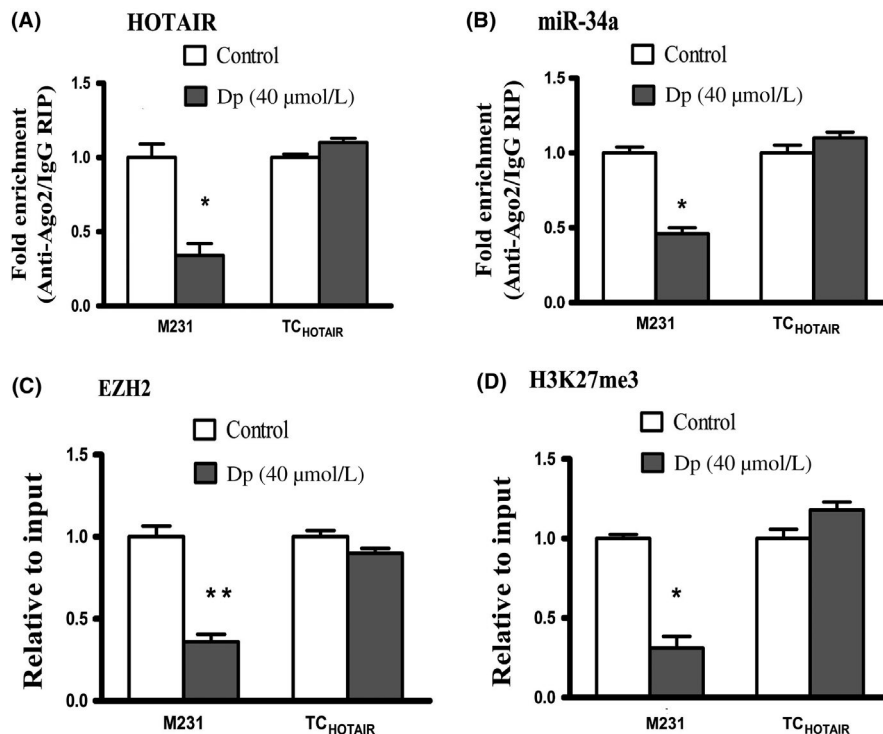 (A) HOTAIR
Control
Dp (40 µmol/L)
Fold enrichment
(Anti-Ago2/IgG RIP)
1.5
1.0
0.5
0.0
*
M231
TCHOTAIR
(B) miR-34a
Control
Dp (40 µmol/L)
Fold enrichment
(Anti-Ago2/IgG RIP)
1.5
1.0
0.5
0.0
*
M231
TCHOTAIR
(C) EZH2
Control
Dp (40 µmol/L)
Relative to input
1.5
1.0
0.5
0.0
* *
M231
TCHOTAIR
(D) H3K27me3
Control
Dp (40 µmol/L)
Relative to input
1.5
1.0
0.5
0.0
*
M231
TCHOTAIR